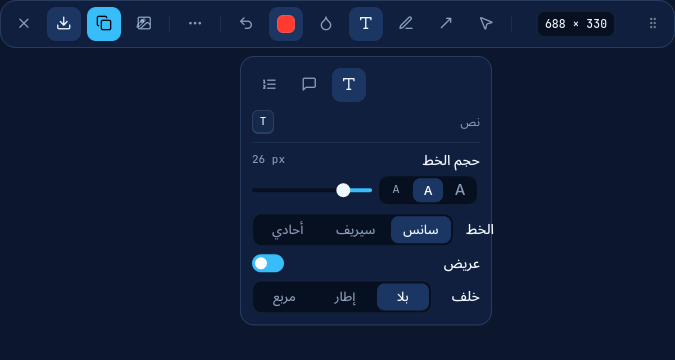 688 × 330
نص T
حجم الخط 26 px
A A A
الخط سانس سيريف أحادي
عريض
خلف بلا إطار مربع